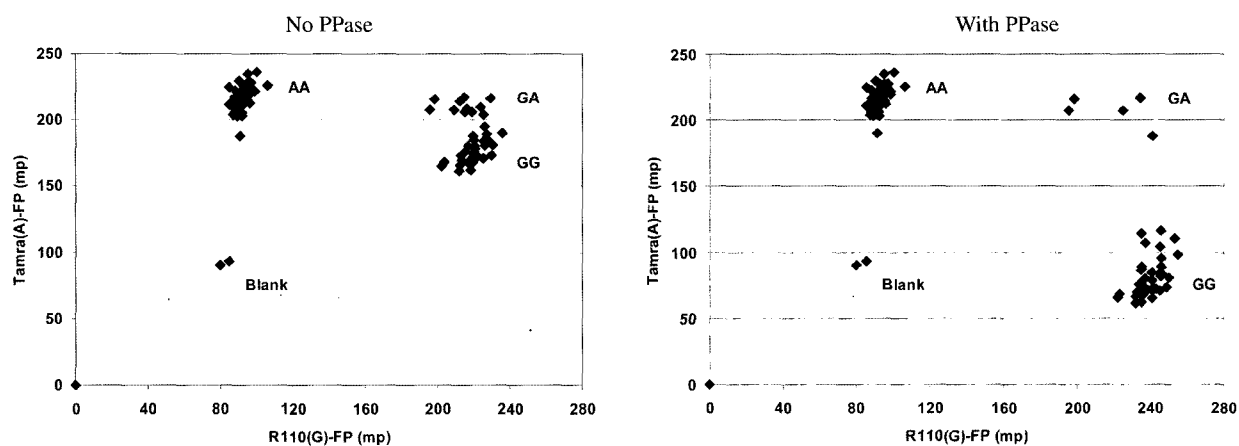 No PPase
250
200
150
100
50
0
0 40 80 120 160 200 240 280
Tamra(A)-FP (mp)
R110(G)-FP (mp)
AA
GA
GG
Blank
With PPase
250
200
150
100
50
0
0 40 80 120 160 200 240 280
Tamra(A)-FP (mp)
R110(G)-FP (mp)
AA
GA
GG
Blank